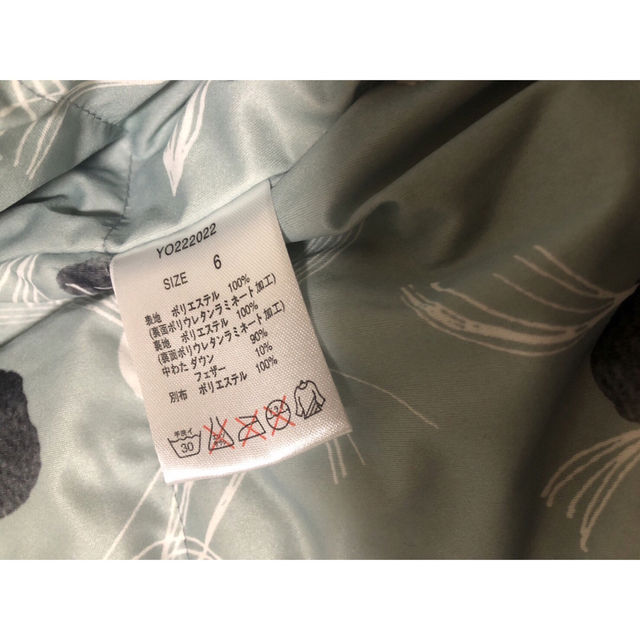 YO222022
SIZE 6
表地 ポリエステル 100%
(裏面ポリウレタンラミネート加工)
裏地 ポリエステル 100%
(裏面ポリウレタンラミネート加工)
中わた ダウン 90%
フェザー 10%
別布 ポリエステル 100%
手洗イ
30